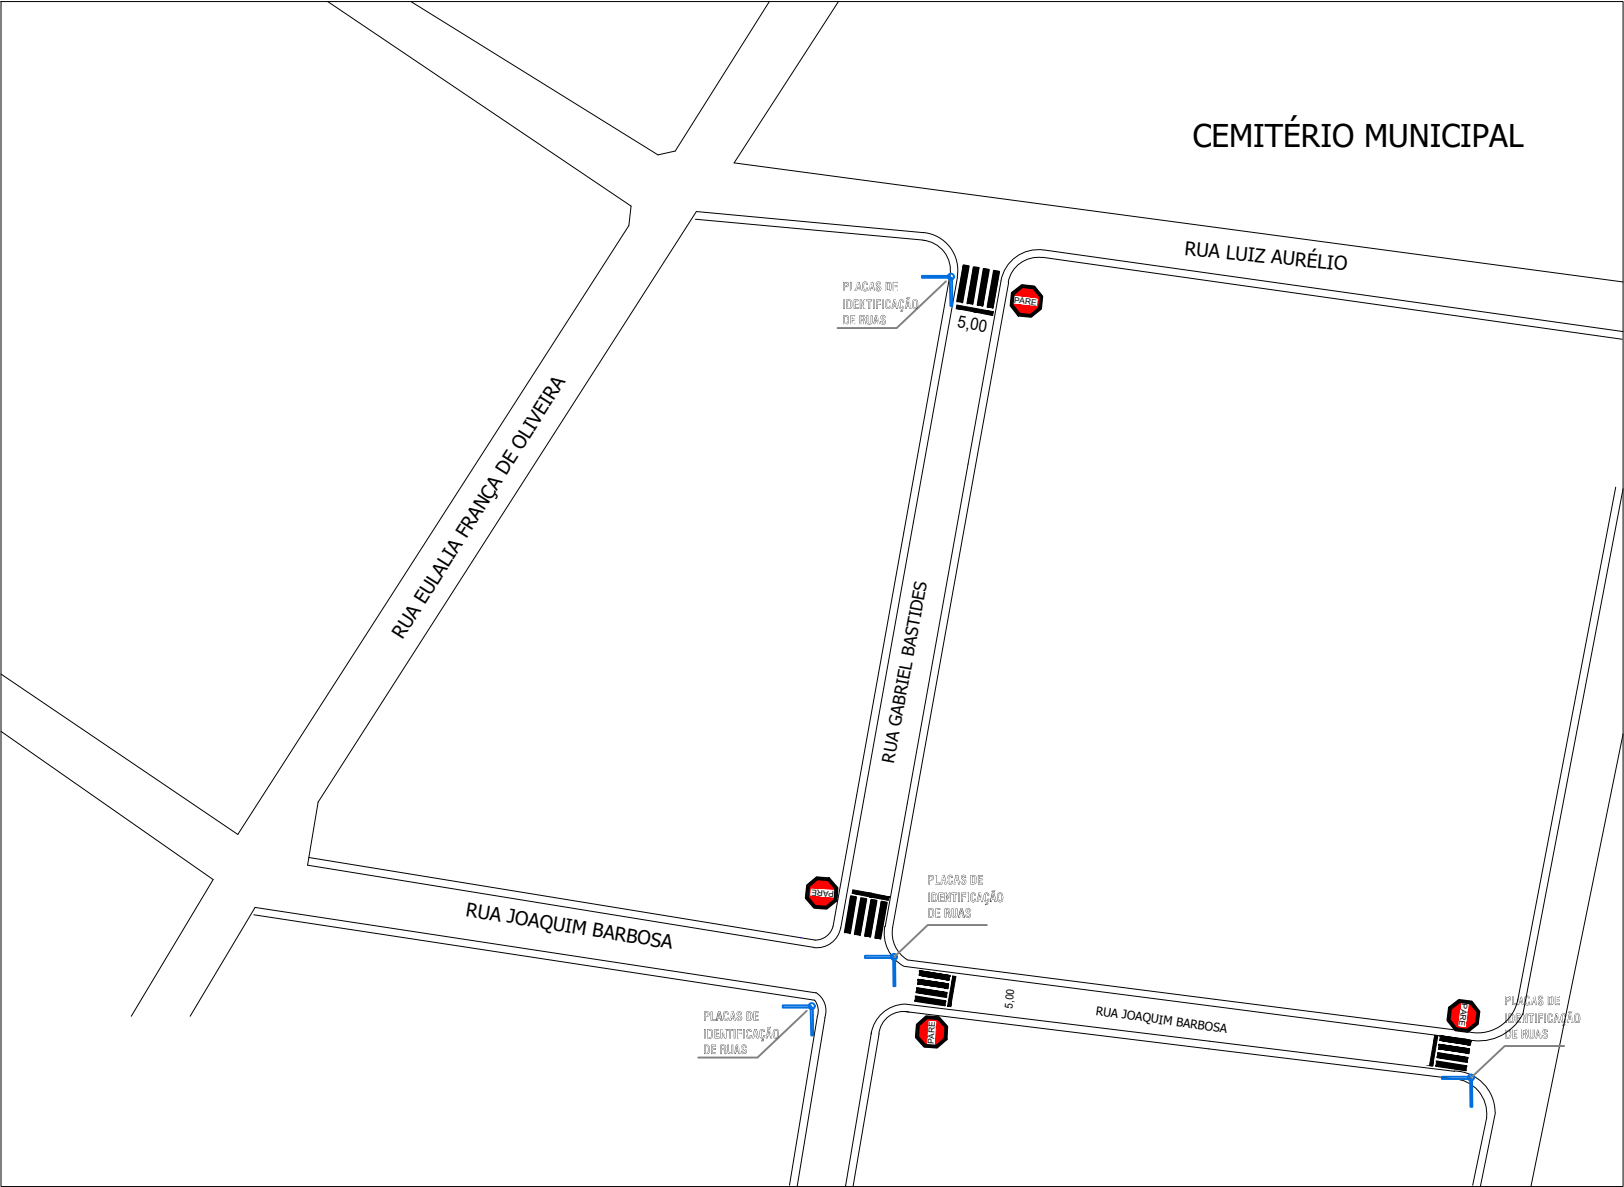 CEMITÉRIO MUNICIPAL
RUA LUIZ AURÉLIO
PLACAS DE
IDENTIFICAÇÃO
DE RUAS
PARE
5,00
RUA EULALIA FRANÇA DE OLIVEIRA
RUA GABRIEL BASTIDES
PARE
PLACAS DE
IDENTIFICAÇÃO
DE RUAS
RUA JOAQUIM BARBOSA
5,00
RUA JOAQUIM BARBOSA
PARE
PARE
PLACAS DE
IDENTIFICAÇÃO
DE RUAS
PLACAS DE
IDENTIFICAÇÃO
DE RUAS